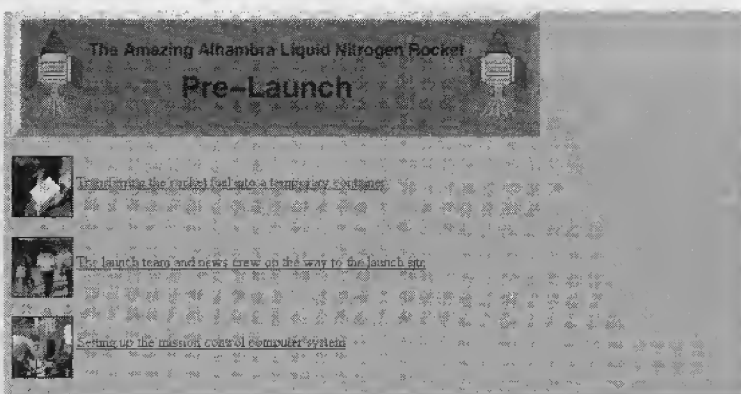 The Amazing Alhambra Liquid Nitrogen Rocket
Pre-Launch
Transferring the rocket fuel into a temporary container
The launch team and news crew on the way to the launch site
Setting up the mission control computer system